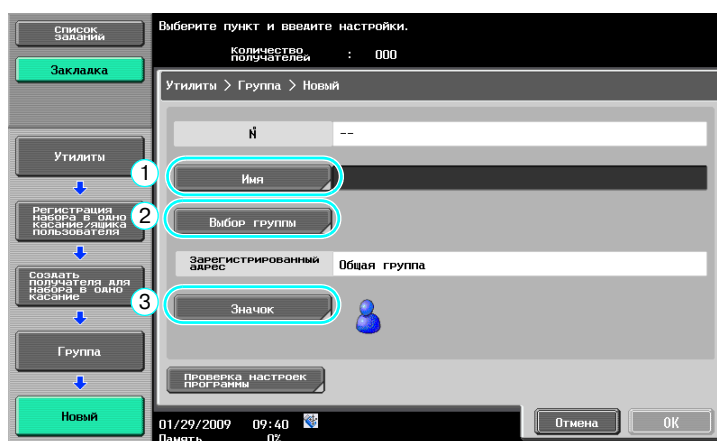 Список
заданий
Закладка
Утилиты
Регистрация
набора в одно
касание/ящика
пользователя
Создать
получателя для
набора в одно
касание
Группа
Новый
Выберите пункт и введите настройки.
Количество
получателей : 000
Утилиты > Группа > Новый
№ --
1 Имя
2 Выбор группы
Зарегистрированный
адрес Общая группа
3 Значок
Проверка настроек
программы
01/29/2009 09:40
Память 0%
Отмена OK